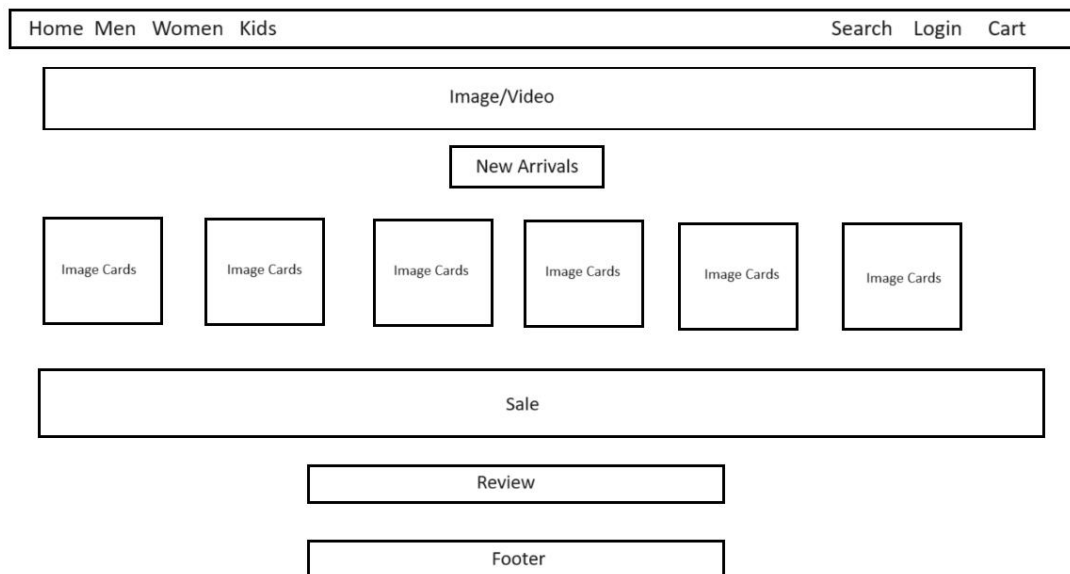 Home Men Women Kids Search Login Cart
Image/Video
New Arrivals
Image Cards Image Cards Image Cards Image Cards Image Cards Image Cards
Sale
Review
Footer